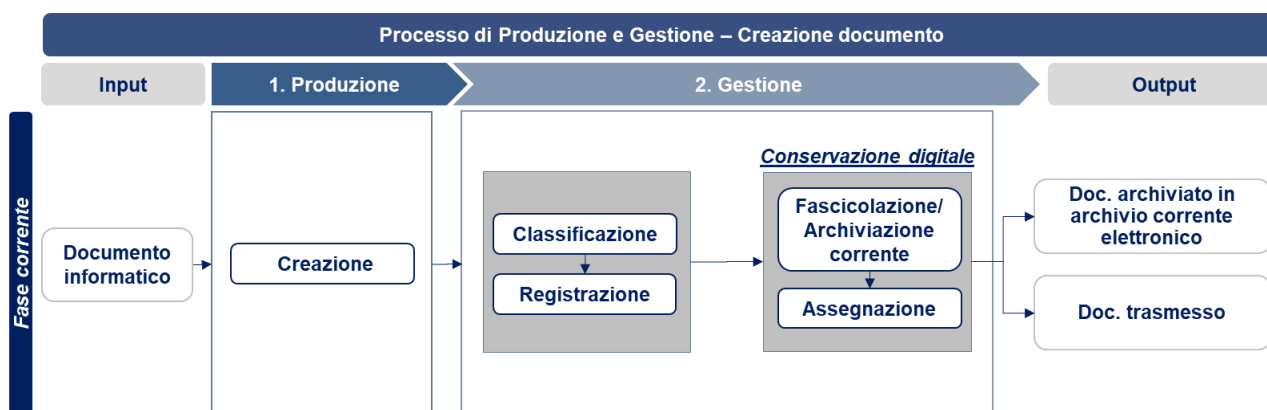 Processo di Produzione e Gestione – Creazione documento
Input
1. Produzione
2. Gestione
Output
Fase corrente
Documento
informatico
Creazione
Classificazione
Registrazione
Conservazione digitale
Fascicolazione/
Archiviazione
corrente
Assegnazione
Doc. archiviato in
archivio corrente
elettronico
Doc. trasmesso